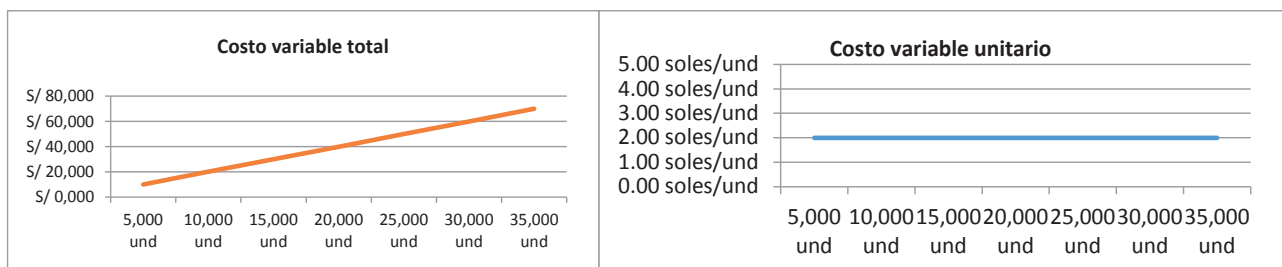 Costo variable total
S/ 80,000
S/ 60,000
S/ 40,000
S/ 20,000
S/ 0,000
5,000 10,000 15,000 20,000 25,000 30,000 35,000
und und und und und und und
Costo variable unitario
5.00 soles/und
4.00 soles/und
3.00 soles/und
2.00 soles/und
1.00 soles/und
0.00 soles/und
5,000 10,000 15,000 20,000 25,000 30,000 35,000
und und und und und und und